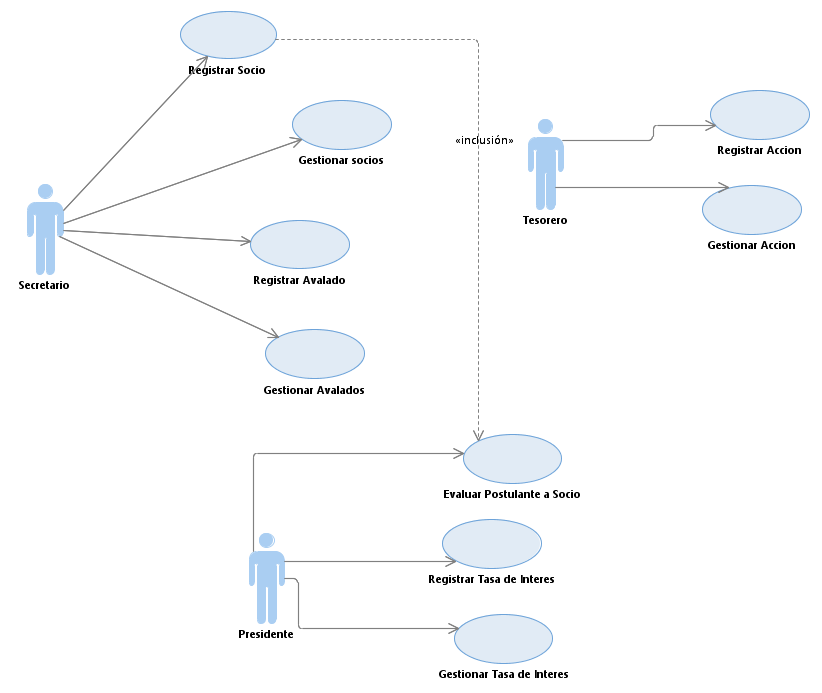 Registrar Socio
Gestionar socios
Registrar Avalado
Gestionar Avalados
Secretario
«inclusión»
Tesorero
Registrar Accion
Gestionar Accion
Evaluar Postulante a Socio
Registrar Tasa de Interes
Gestionar Tasa de Interes
Presidente